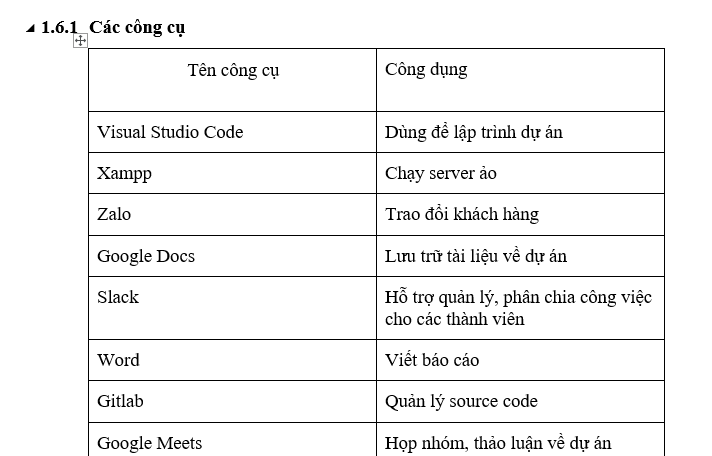 1.6.1 Các công cụ
Tên công cụ Công dụng
Visual Studio Code Dùng để lập trình dự án
Xampp Chạy server ảo
Zalo Trao đổi khách hàng
Google Docs Lưu trữ tài liệu về dự án
Slack Hỗ trợ quản lý, phân chia công việc
cho các thành viên
Word Viết báo cáo
Gitlab Quản lý source code
Google Meets Họp nhóm, thảo luận về dự án